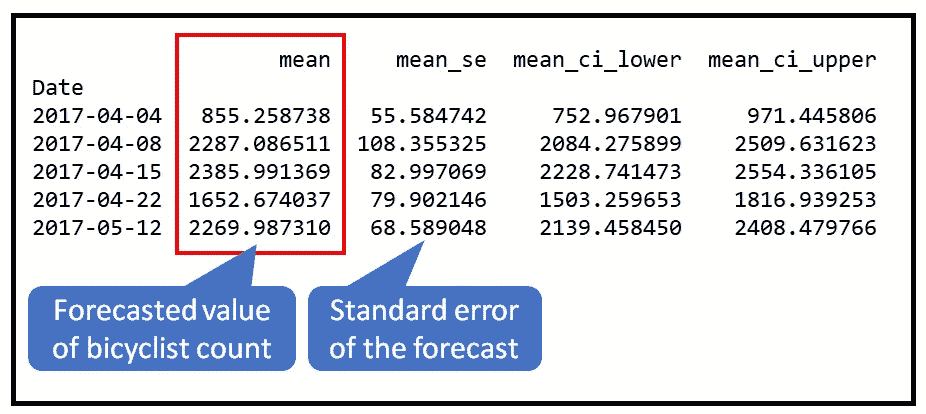 mean mean_se mean_ci_lower mean_ci_upper
Date
2017-04-04 855.258738 55.584742 752.967901 971.445806
2017-04-08 2287.086511 108.355325 2084.275899 2509.631623
2017-04-15 2385.991369 82.997069 2228.741473 2554.336105
2017-04-22 1652.674037 79.902146 1503.259653 1816.939253
2017-05-12 2269.987310 68.589048 2139.458450 2408.479766
Forecasted value
of bicyclist count
Standard error
of the forecast